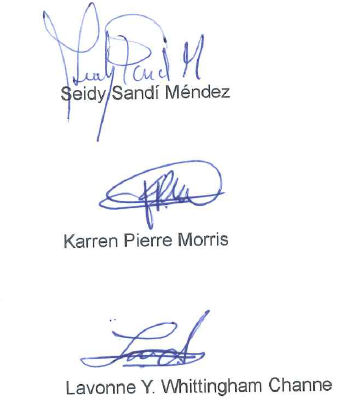 Seidy Sandí Méndez
Karren Pierre Morris
Lavonne Y. Whittingham Channe